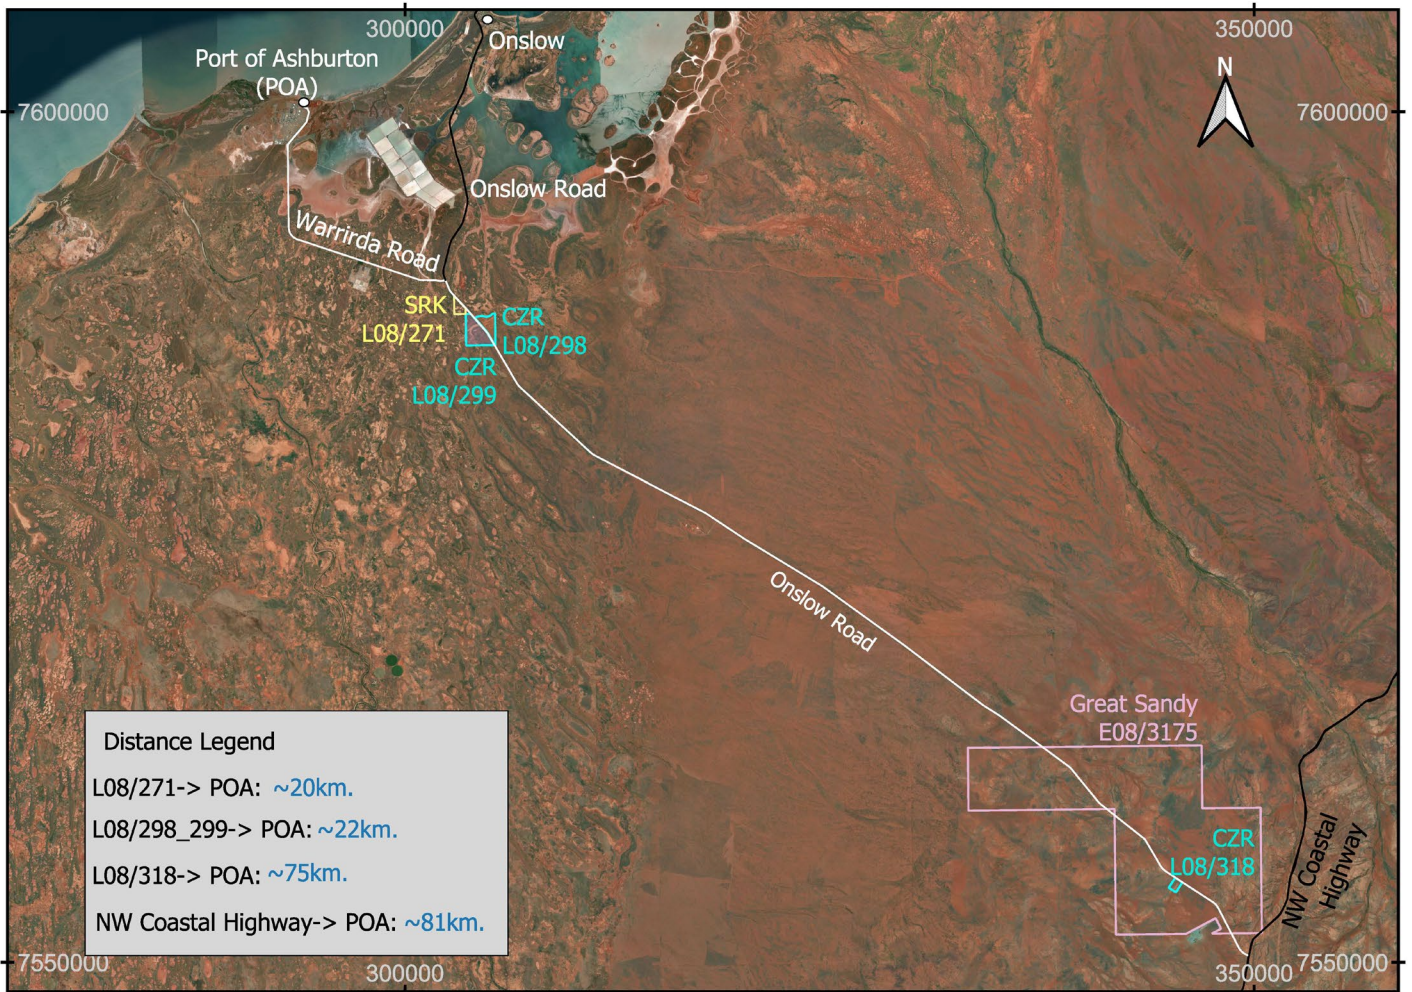 300000
350000
Onslow
Port of Ashburton
(POA)
N
7600000
7600000
Onslow Road
Warrirda Road
SRK
L08/271
CZR
L08/298
CZR
L08/299
Onslow Road
Great Sandy
E08/3175
CZR
L08/318
NW Coastal
Highway
Distance Legend
L08/271-> POA: ~20km.
L08/298_299-> POA: ~22km.
L08/318-> POA: ~75km.
NW Coastal Highway-> POA: ~81km.
7550000
300000
350000
7550000